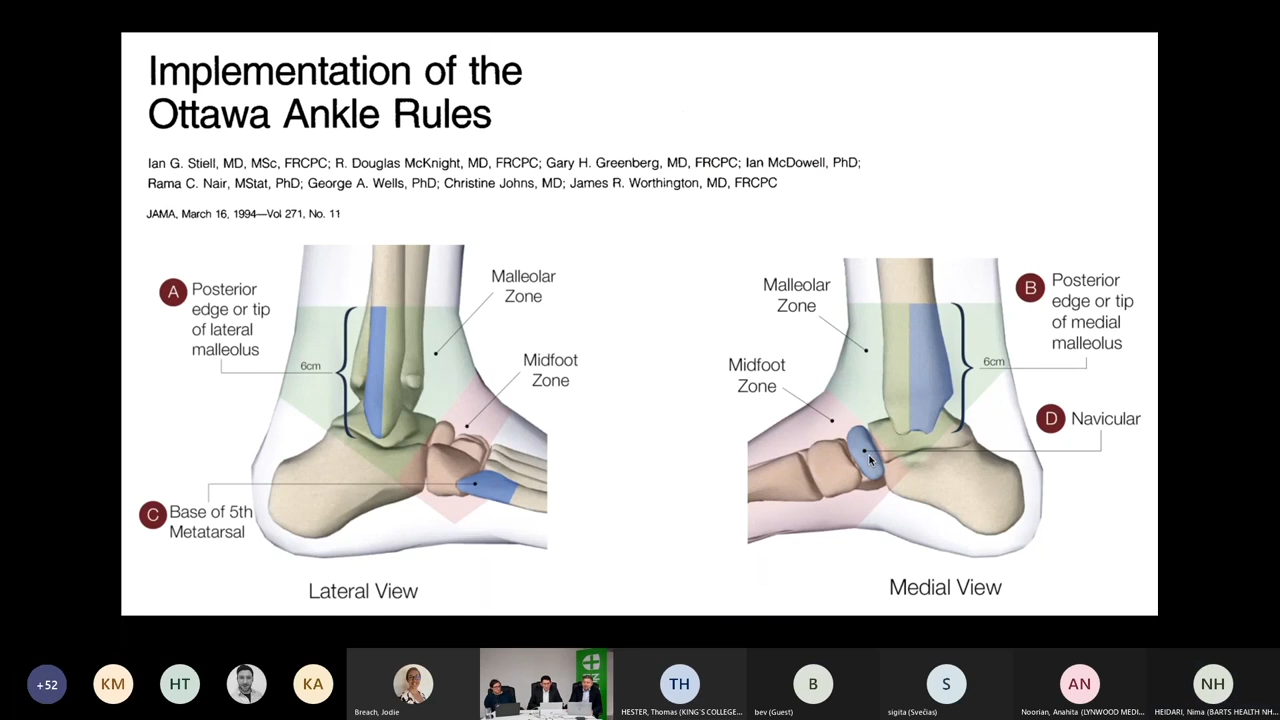 Implementation of the
Ottawa Ankle Rules
Ian G. Stiell, MD, MSc, FRCPC; R. Douglas McKnight, MD, FRCPC; Gary H. Greenberg, MD, FRCPC; Ian McDowell, PhD;
Rama C. Nair, MStat, PhD; George A. Wells, PhD; Christine Johns, MD; James R. Worthington, MD, FRCPC
JAMA, March 16, 1994—Vol 271, No. 11
A
Posterior
edge or tip
of lateral
malleolus
6cm
Malleolar
Zone
Midfoot
Zone
C
Base of 5th
Metatarsal
Lateral View
Malleolar
Zone
Midfoot
Zone
B
Posterior
edge or tip
of medial
malleolus
6cm
D
Navicular
Medial View
+52
KM
HT
KA
Breach, Jodie
TH
HESTER, Thomas (KING'S COLLEGE...
B
bev (Guest)
S
sigita (Svečias)
AN
Noorian, Anahita (LYNWOOD MEDI...
NH
HEIDARI, Nima (BARTS HEALTH NH...